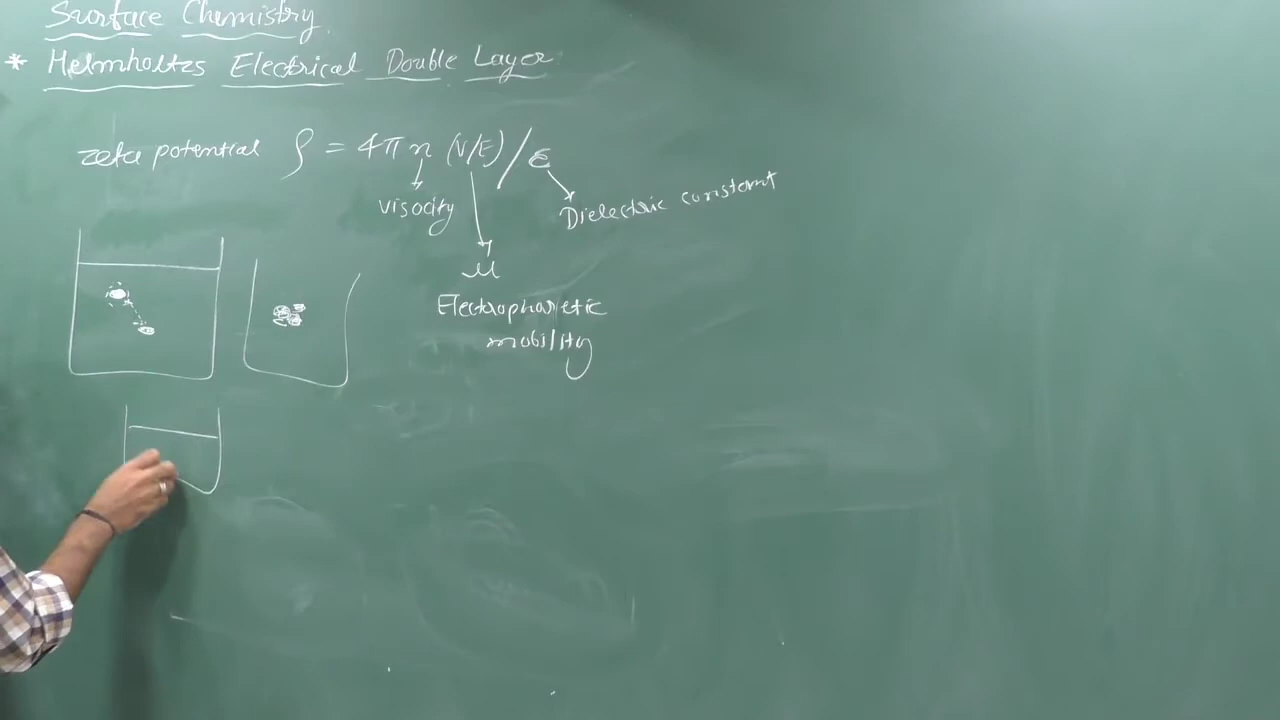 Surface Chemistry.
* Helmholtzs Electrical Double Layer
zeta potential ζ = 4π η (V/E) / ε
visocity
Dielectric constant
μ
Electrophoretic
mobility